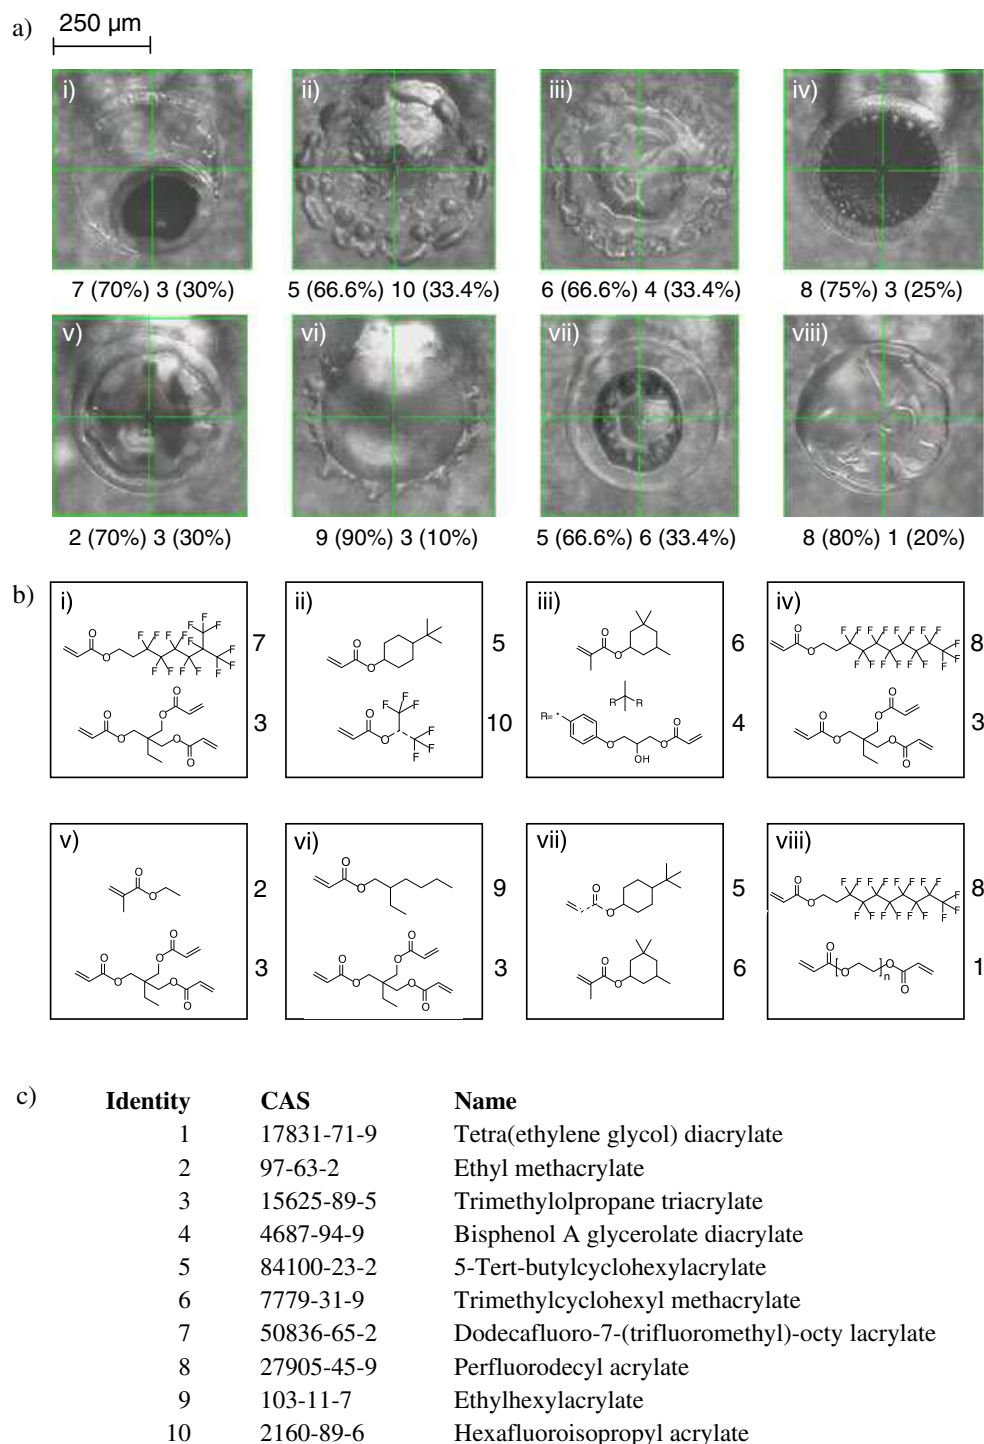 a)
250 µm
i) ii) iii) iv)
7 (70%) 3 (30%) 5 (66.6%) 10 (33.4%) 6 (66.6%) 4 (33.4%) 8 (75%) 3 (25%)
v) vi) vii) viii)
2 (70%) 3 (30%) 9 (90%) 3 (10%) 5 (66.6%) 6 (33.4%) 8 (80%) 1 (20%)
b)
i) 7 3
ii) 5 10
iii) 6 4
R=*
R R
OH
iv) 8 3
v) 2 3
vi) 9 3
vii) 5 6
viii) 8 1
n
c)
Identity CAS Name
1 17831-71-9 Tetra(ethylene glycol) diacrylate
2 97-63-2 Ethyl methacrylate
3 15625-89-5 Trimethylolpropane triacrylate
4 4687-94-9 Bisphenol A glycerolate diacrylate
5 84100-23-2 5-Tert-butylcyclohexylacrylate
6 7779-31-9 Trimethylcyclohexyl methacrylate
7 50836-65-2 Dodecafluoro-7-(trifluoromethyl)-octy lacrylate
8 27905-45-9 Perfluorodecyl acrylate
9 103-11-7 Ethylhexylacrylate
10 2160-89-6 Hexafluoroisopropyl acrylate